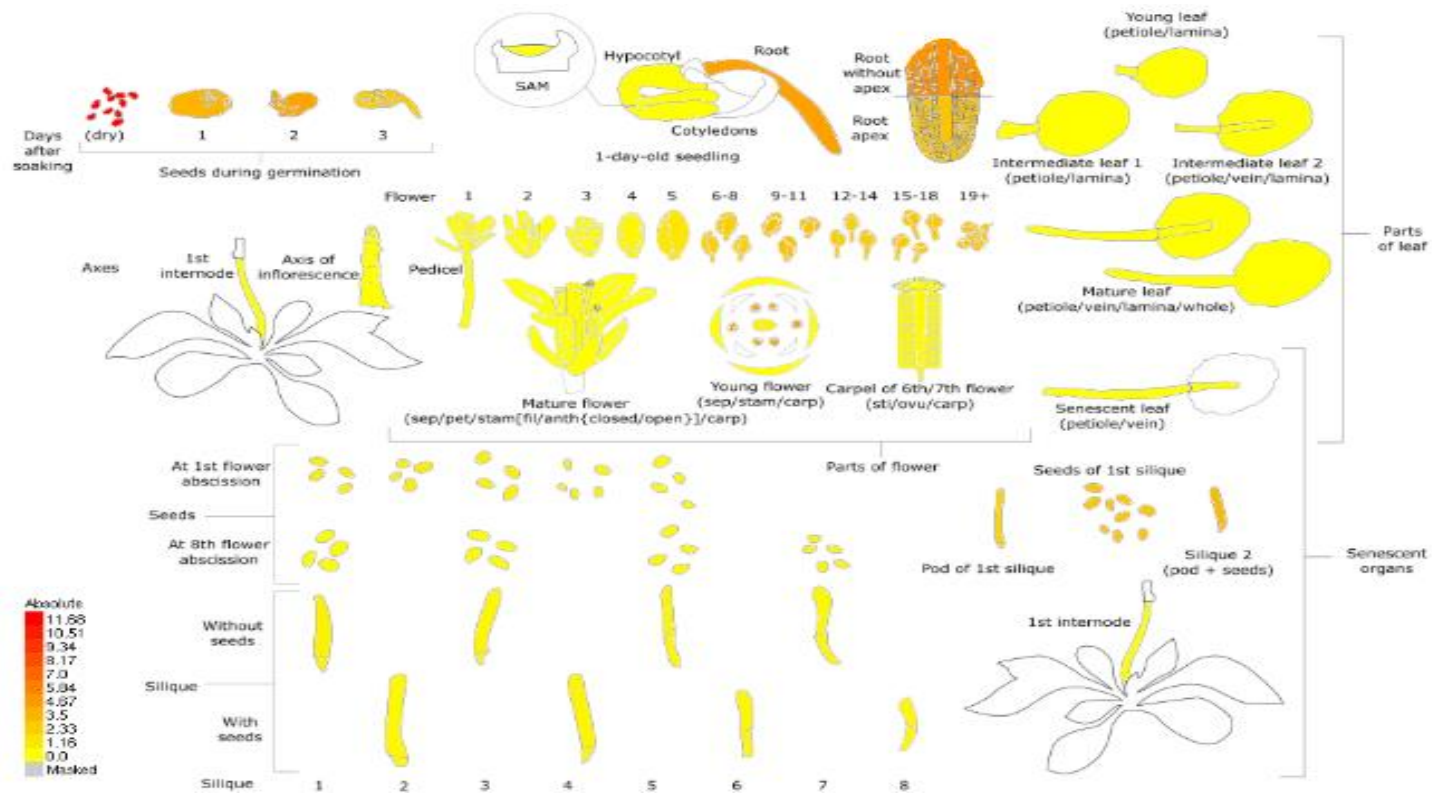 Young leaf
(petiole/lamina)
Hypocotyl
Root
SAM
Root
without
apex
Root
apex
Days
after
soaking
(dry)
1
2
3
Cotyledons
1-day-old seedling
Seeds during germination
Intermediate leaf 1
(petiole/lamina)
Intermediate leaf 2
(petiole/vein/lamina)
Flower 1 2 3 4 5 6-8 9-11 12-14 15-18 19+
Parts
of leaf
Axes
1st
internode
Axis of
inflorescence
Pedicel
Mature leaf
(petiole/vein/lamina/whole)
Mature flower
(sep/pet/stam[fil/anth{closed/open}]/carp)
Young flower
(sep/stam/carp)
Carpel of 6th/7th flower
(sti/ovu/carp)
Senescent leaf
(petiole/vein)
Parts of flower
At 1st flower
abscission
Seeds
At 8th flower
abscission
Seeds of 1st silique
Pod of 1st silique
Silique 2
(pod + seeds)
Senescent
organs
1st internode
Without
seeds
Silique
With
seeds
Silique 1 2 3 4 5 6 7 8
Absolute
11.68
10.51
9.34
8.17
7.0
5.84
4.67
3.5
2.33
1.16
0.0
Masked